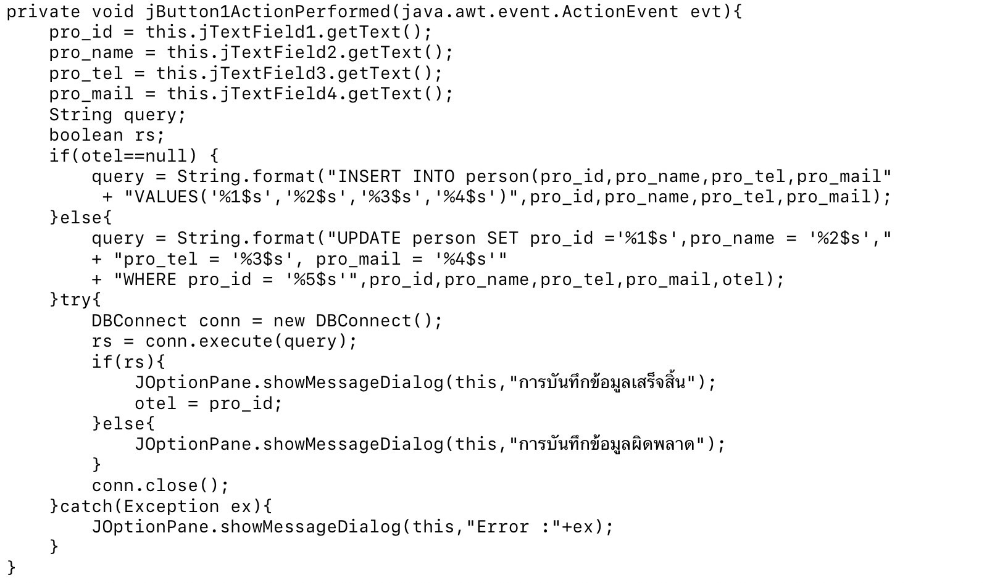 private void jButton1ActionPerformed(java.awt.event.ActionEvent evt){
    pro_id = this.jTextField1.getText();
    pro_name = this.jTextField2.getText();
    pro_tel = this.jTextField3.getText();
    pro_mail = this.jTextField4.getText();
    String query;
    boolean rs;
    if(otel==null) {
        query = String.format("INSERT INTO person(pro_id,pro_name,pro_tel,pro_mail"
         + "VALUES('%1$s','%2$s','%3$s','%4$s')",pro_id,pro_name,pro_tel,pro_mail);
    }else{
        query = String.format("UPDATE person SET pro_id ='%1$s',pro_name = '%2$s',"
        + "pro_tel = '%3$s', pro_mail = '%4$s'"
        + "WHERE pro_id = '%5$s'",pro_id,pro_name,pro_tel,pro_mail,otel);
    }try{
        DBConnect conn = new DBConnect();
        rs = conn.execute(query);
        if(rs){
            JOptionPane.showMessageDialog(this,"การบันทึกข้อมูลเสร็จสิ้น");
            otel = pro_id;
        }else{
            JOptionPane.showMessageDialog(this,"การบันทึกข้อมูลผิดพลาด");
        }
        conn.close();
    }catch(Exception ex){
        JOptionPane.showMessageDialog(this,"Error :"+ex);
    }
}